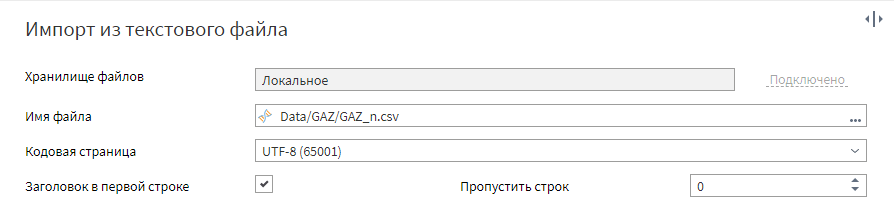 Импорт из текстового файла
Хранилище файлов Локальное Подключено
Имя файла Data/GAZ/GAZ_n.csv ...
Кодовая страница UTF-8 (65001)
Заголовок в первой строке Пропустить строк 0